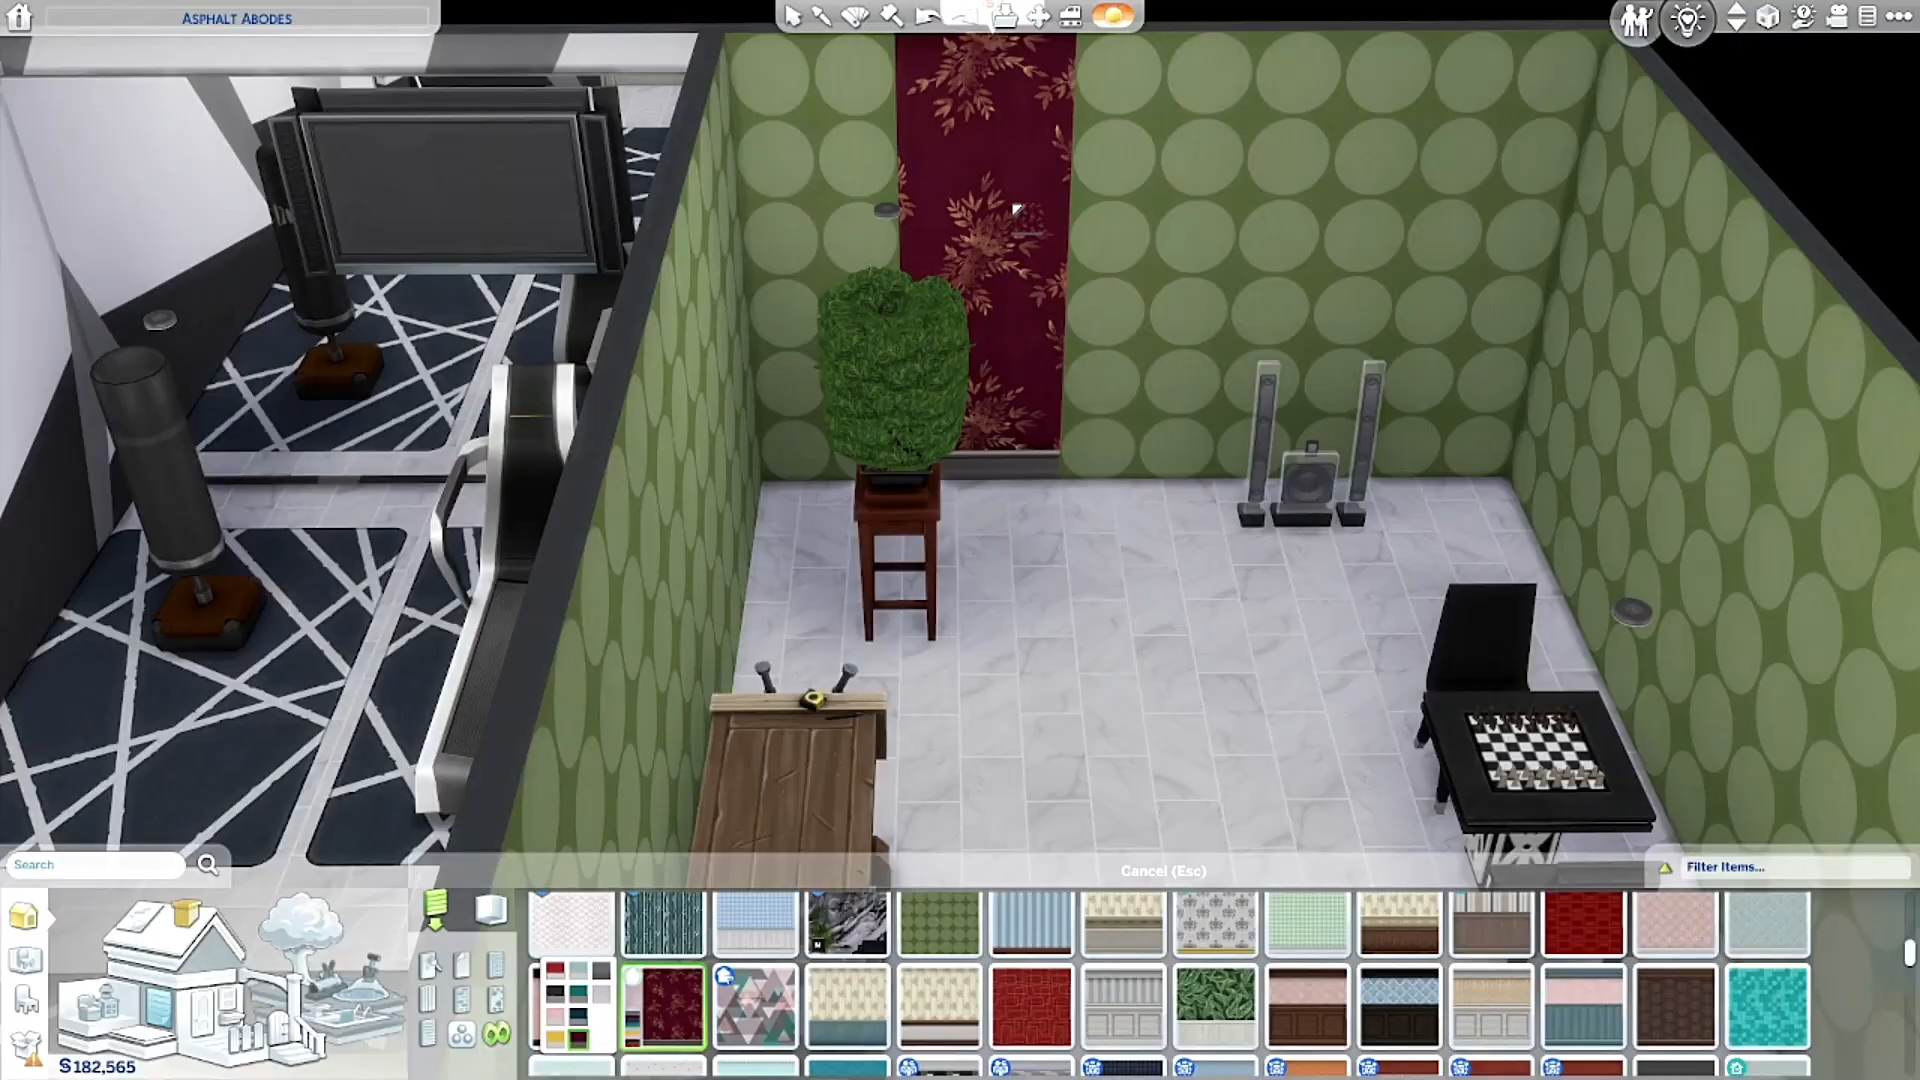 ASPHALT ABODES
Cancel (Esc)
Search
Filter Items...
§182,565